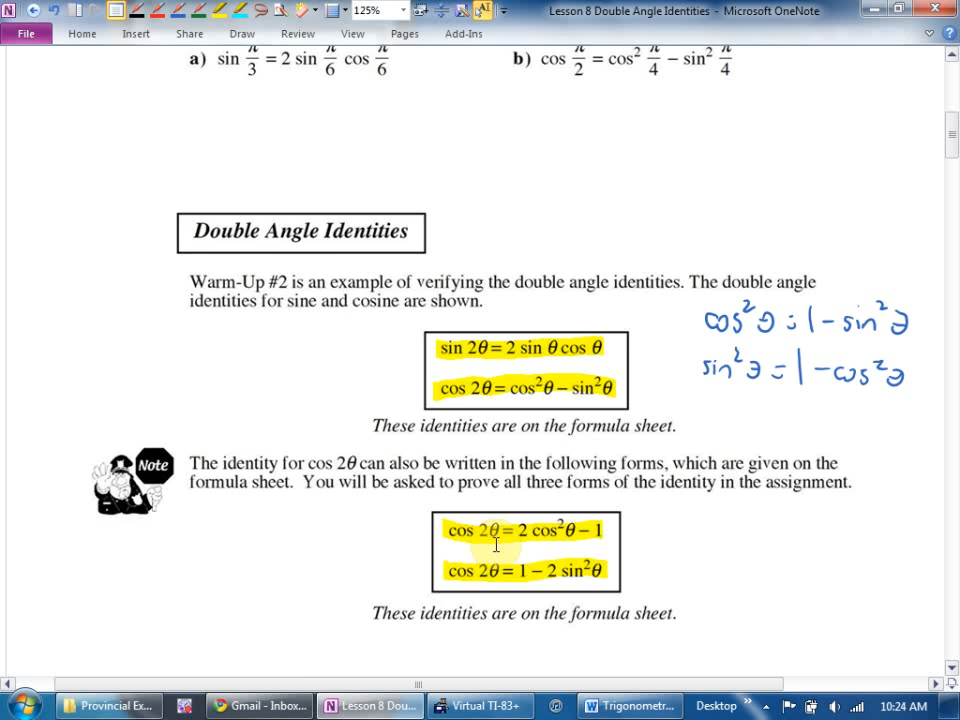 Lesson 8 Double Angle Identities - Microsoft OneNote
125%
File Home Insert Share Draw Review View Pages Add-Ins
a) sin π/3 = 2 sin π/6 cos π/6
b) cos π/2 = cos² π/4 − sin² π/4
Double Angle Identities
Warm-Up #2 is an example of verifying the double angle identities. The double angle
identities for sine and cosine are shown.
cos²θ = 1 − sin²θ
sin 2θ = 2 sin θ cos θ
sin²θ = 1 − cos²θ
cos 2θ = cos²θ − sin²θ
These identities are on the formula sheet.
Note
The identity for cos 2θ can also be written in the following forms, which are given on the
formula sheet. You will be asked to prove all three forms of the identity in the assignment.
cos 2θ = 2 cos²θ − 1
cos 2θ = 1 − 2 sin²θ
These identities are on the formula sheet.
Provincial Ex... Gmail - Inbox... Lesson 8 Dou... Virtual TI-83+ Trigonometr... Desktop » 10:24 AM